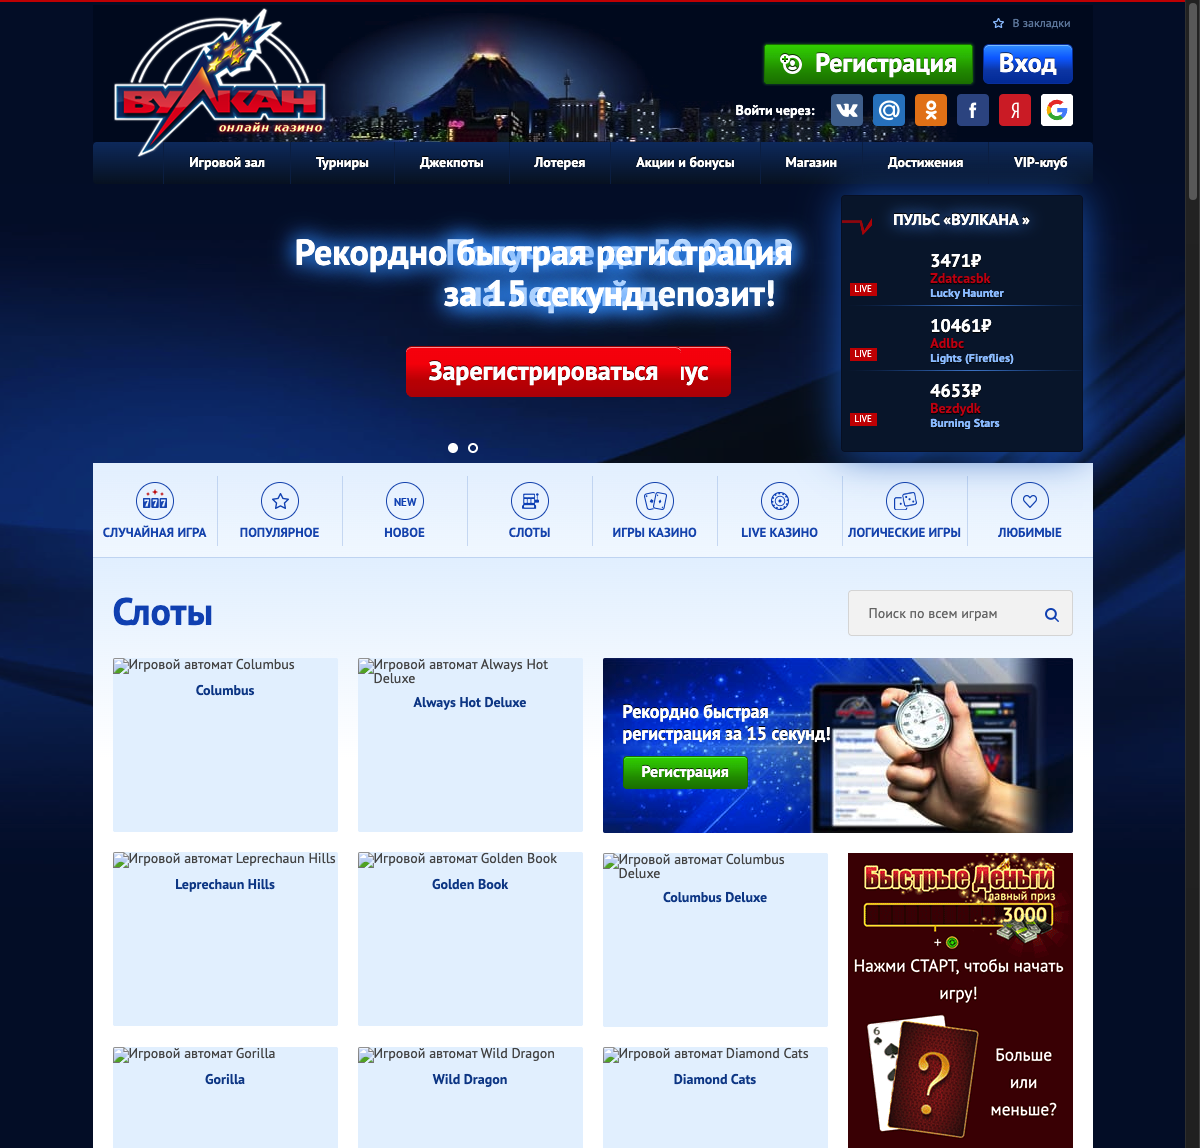 В закладки
ВУЛКАН
онлайн казино
Регистрация
Вход
Войти через:
Игровой зал
Турниры
Джекпоты
Лотерея
Акции и бонусы
Магазин
Достижения
VIP-клуб
Рекордно быстрая регистрация
за 15 секунд
депозит!
Зарегистрироваться
ПУЛЬС «ВУЛКАНА »
3471₽
Zdatcasbk
LIVE
Lucky Haunter
10461₽
Adlbc
LIVE
Lights (Fireflies)
4653₽
Bezdydk
LIVE
Burning Stars
777
NEW
СЛУЧАЙНАЯ ИГРА
ПОПУЛЯРНОЕ
НОВОЕ
СЛОТЫ
ИГРЫ КАЗИНО
LIVE КАЗИНО
ЛОГИЧЕСКИЕ ИГРЫ
ЛЮБИМЫЕ
Слоты
Поиск по всем играм
Игровой автомат Columbus
Columbus
Игровой автомат Always Hot
Deluxe
Always Hot Deluxe
Рекордно быстрая
регистрация за 15 секунд!
Регистрация
Игровой автомат Leprechaun Hills
Leprechaun Hills
Игровой автомат Golden Book
Golden Book
Игровой автомат Columbus
Deluxe
Columbus Deluxe
Быстрые Деньги
Главный приз
3000
+
Нажми СТАРТ, чтобы начать
игру!
6
?
Больше
или
меньше?
Игровой автомат Gorilla
Gorilla
Игровой автомат Wild Dragon
Wild Dragon
Игровой автомат Diamond Cats
Diamond Cats